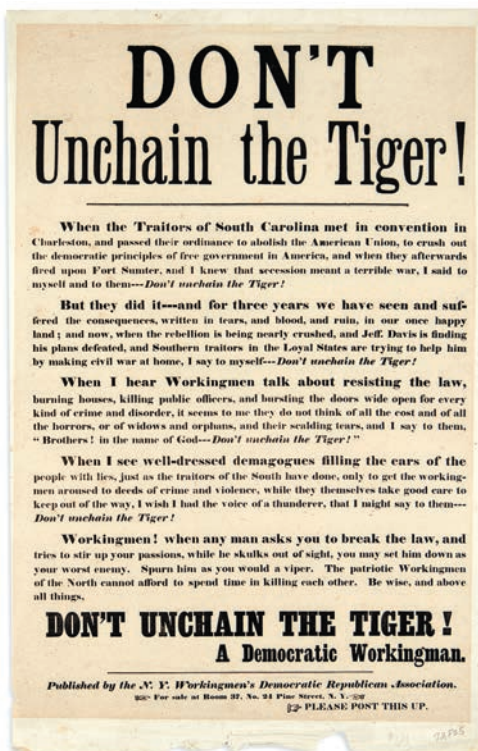 DON'T
Unchain the Tiger!
When the Traitors of South Carolina met in convention in
Charleston, and passed their ordinance to abolish the American Union, to crush out
the democratic principles of free government in America, and when they afterwards
fired upon Fort Sumter, and I knew that secession meant a terrible war, I said to
myself and to them---Don't unchain the Tiger!
But they did it---and for three years we have seen and suf-
fered the consequences, written in tears, and blood, and ruin, in our once happy
land; and now, when the rebellion is being nearly crushed, and Jeff. Davis is finding
his plans defeated, and Southern traitors in the Loyal States are trying to help him
by making civil war at home, I say to myself---Don't unchain the Tiger!
When I hear Workingmen talk about resisting the law,
burning houses, killing public officers, and bursting the doors wide open for every
kind of crime and disorder, it seems to me they do not think of all the cost and of all
the horrors, or of widows and orphans, and their scalding tears, and I say to them,
"Brothers! in the name of God---Don't unchain the Tiger!"
When I see well-dressed demagogues filling the ears of the
people with lies, just as the traitors of the South have done, only to get the working-
men aroused to deeds of crime and violence, while they themselves take good care to
keep out of the way, I wish I had the voice of a thunderer, that I might say to them---
Don't unchain the Tiger!
Workingmen! when any man asks you to break the law, and
tries to stir up your passions, while he skulks out of sight, you may set him down as
your worst enemy. Spurn him as you would a viper. The patriotic Workingmen
of the North cannot afford to spend time in killing each other. Be wise, and above
all things,
DON'T UNCHAIN THE TIGER!
A Democratic Workingman.
Published by the N. Y. Workingmen's Democratic Republican Association.
For sale at Room 37, No. 24 Pine Street, N. Y.
PLEASE POST THIS UP.